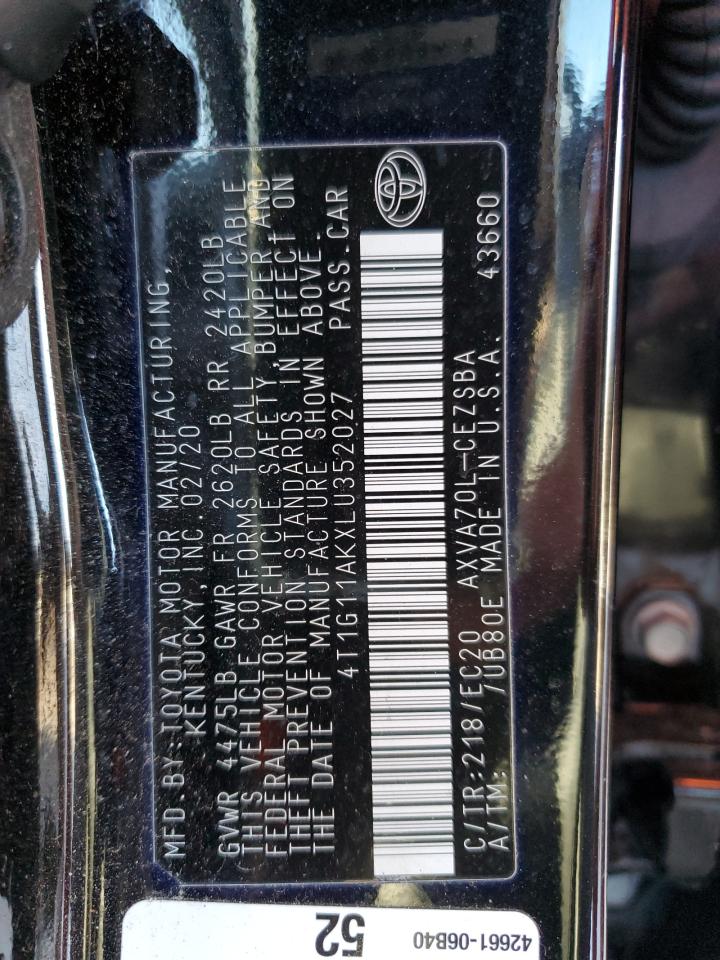 MFD.BY:TOYOTA MOTOR MANUFACTURING,
KENTUCKY,INC.02/20
GVWR 4475LB GAWR FR 2620LB RR 2420LB
THIS VEHICLE CONFORMS TO ALL APPLICABLE
FEDERAL MOTOR VEHICLE SAFETY,BUMPER,AND
THEFT PREVENTION STANDARDS IN EFFECT ON
THE DATE OF MANUFACTURE SHOWN ABOVE.
4T1G11AKXLU352027 PASS.CAR
C/TR:218/EC20 AXVA70L-CEZSBA
A/TM: /UB80E MADE IN U.S.A. 43660
52
42661-06B40